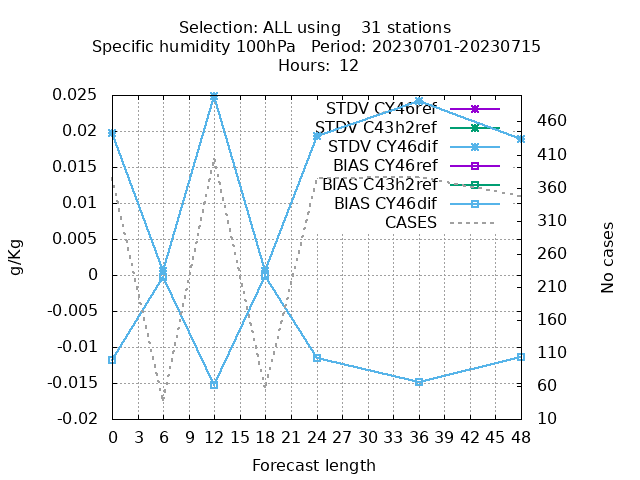 Selection: ALL using    31 stations
Specific humidity 100hPa   Period: 20230701-20230715
Hours:  12
STDV CY46ref
STDV C43h2ref
STDV CY46dif
BIAS CY46ref
BIAS C43h2ref
BIAS CY46dif
CASES
0.025
0.02
0.015
0.01
0.005
0
-0.005
-0.01
-0.015
-0.02
g/Kg
460
410
360
310
260
210
160
110
60
10
No cases
0 3 6 9 12 15 18 21 24 27 30 33 36 39 42 45 48
Forecast length